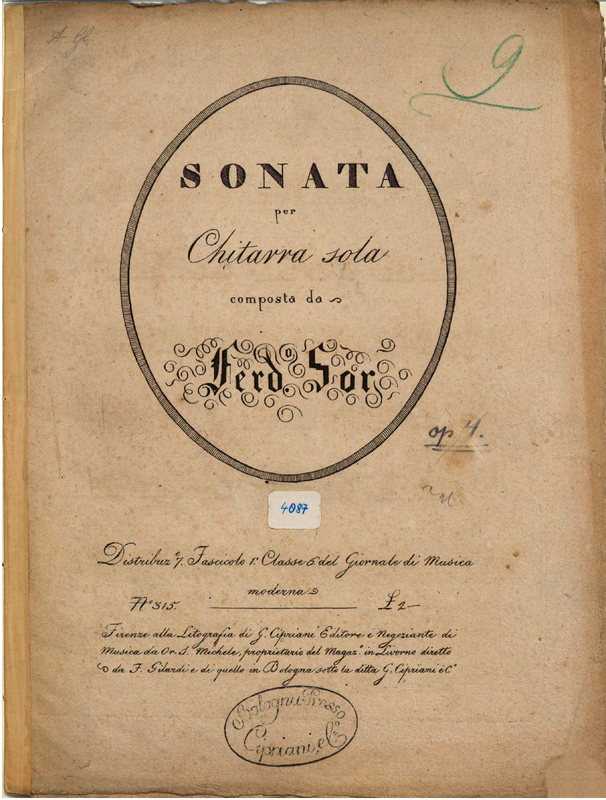 A. Gl
9
SONATA
per
Chitarra sola
composta da
Ferd.º Sor
op 4.
4087
Distribuz.e 7. Fascicolo 1.º Classe 6. del Giornale di Musica
moderna
N.º 315. £ 2
Firenze alla Litografia di G. Cipriani Editore e Negoziante di
Musica da Or. S. Michele, proprietario del Magaz.º in Livorno diretto
da F. Gilardi e di quello in Bologna sotto la ditta G. Cipriani e C.º
Bologna Presso
Cipriani, e C.º